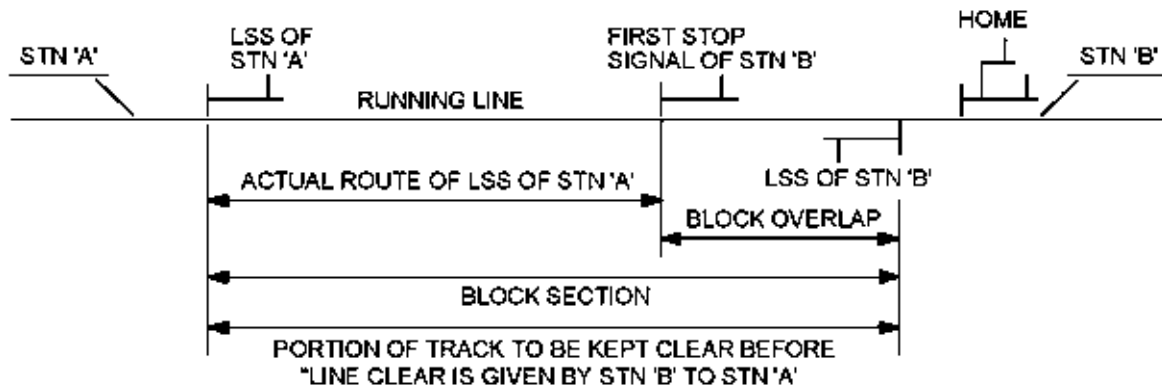 STN 'A'
LSS OF
STN 'A'
RUNNING LINE
FIRST STOP
SIGNAL OF STN 'B'
HOME
STN 'B'
LSS OF STN 'B'
ACTUAL ROUTE OF LSS OF STN 'A'
BLOCK OVERLAP
BLOCK SECTION
PORTION OF TRACK TO BE KEPT CLEAR BEFORE
"LINE CLEAR IS GIVEN BY STN 'B' TO STN 'A'